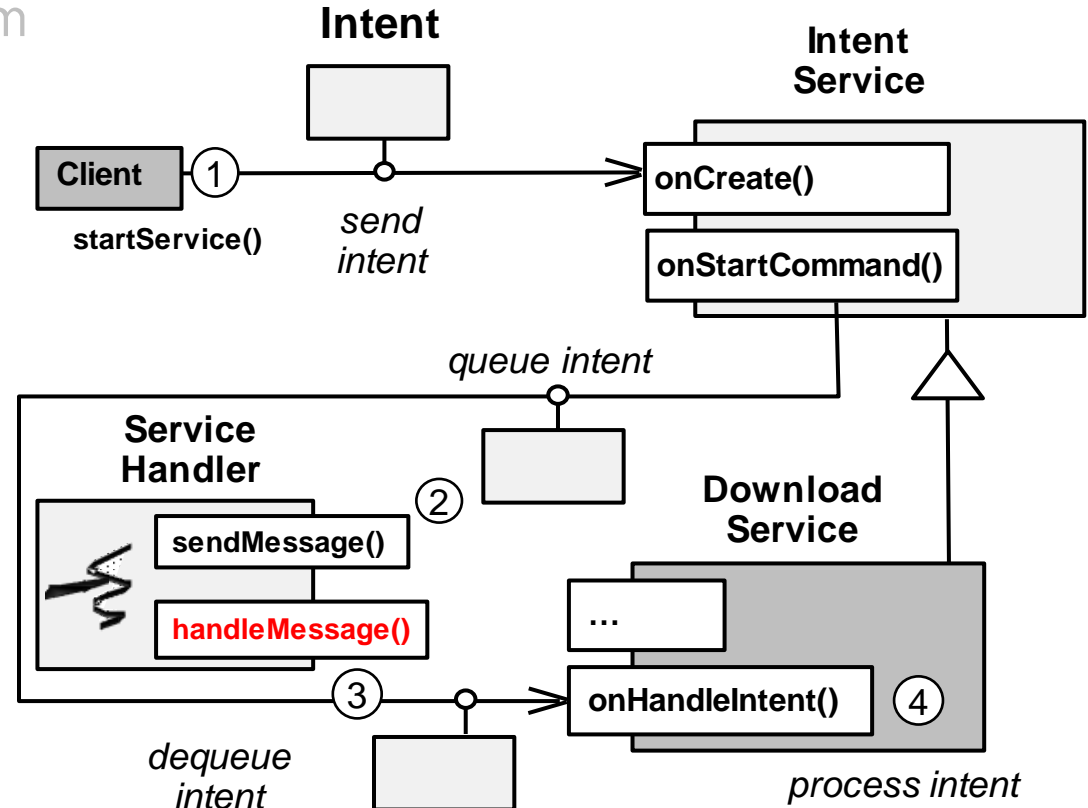 m
Intent
Intent
Service
Client
1
onCreate()
startService()
send
intent
onStartCommand()
queue intent
Service
Handler
2
Download
Service
sendMessage()
…
handleMessage()
3
onHandleIntent()
4
dequeue
intent
process intent